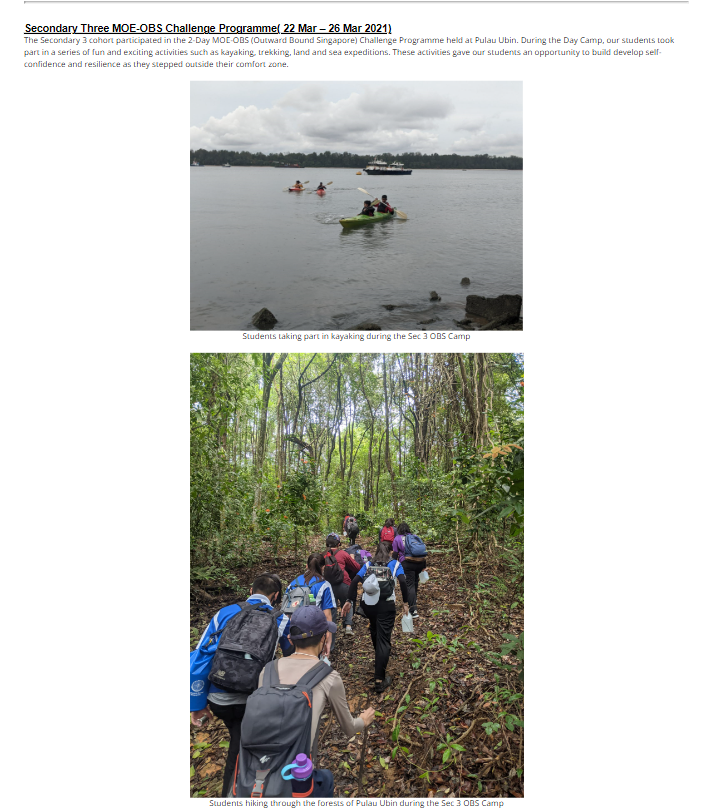 Secondary Three MOE-OBS Challenge Programme( 22 Mar – 26 Mar 2021)
The Secondary 3 cohort participated in the 2-Day MOE-OBS (Outward Bound Singapore) Challenge Programme held at Pulau Ubin. During the Day Camp, our students took
part in a series of fun and exciting activities such as kayaking, trekking, land and sea expeditions. These activities gave our students an opportunity to build develop self-
confidence and resilience as they stepped outside their comfort zone.
Students taking part in kayaking during the Sec 3 OBS Camp
Students hiking through the forests of Pulau Ubin during the Sec 3 OBS Camp